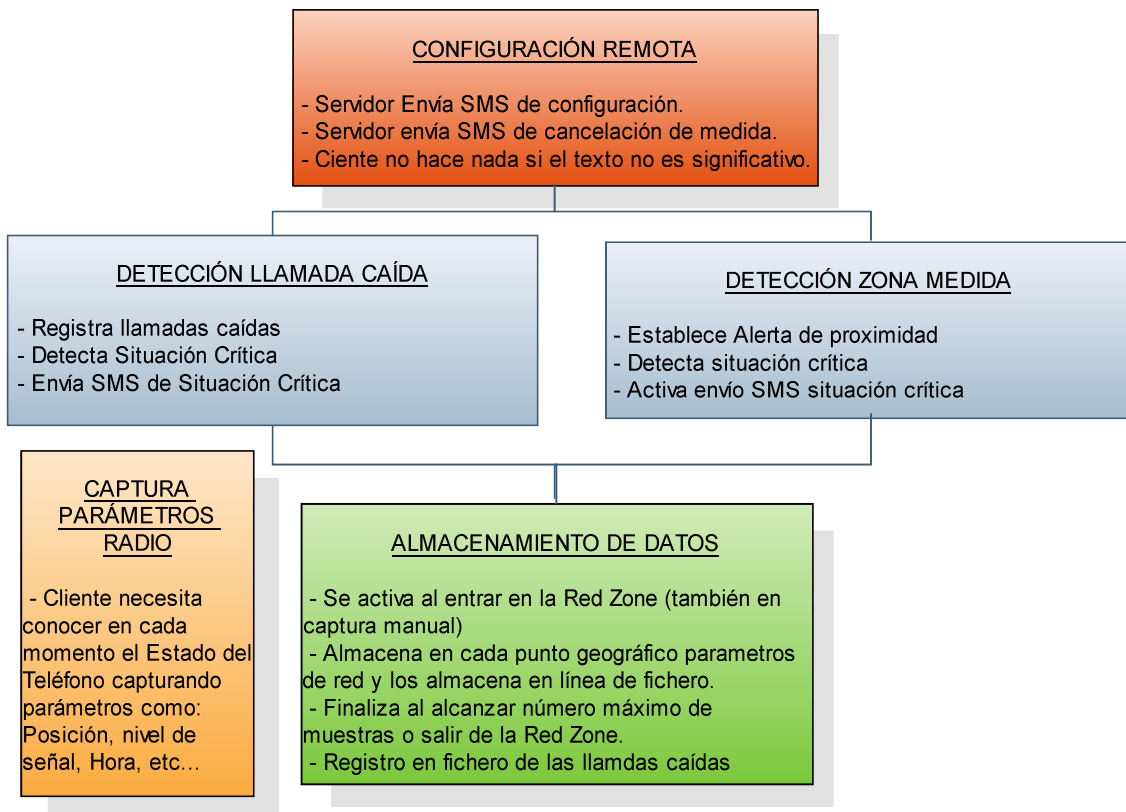 CONFIGURACIÓN REMOTA
- Servidor Envía SMS de configuración.
- Servidor envía SMS de cancelación de medida.
- Ciente no hace nada si el texto no es significativo.
DETECCIÓN LLAMADA CAÍDA
- Registra llamadas caídas
- Detecta Situación Crítica
- Envía SMS de Situación Crítica
DETECCIÓN ZONA MEDIDA
- Establece Alerta de proximidad
- Detecta situación crítica
- Activa envío SMS situación crítica
CAPTURA
PARÁMETROS
RADIO
- Cliente necesita
conocer en cada
momento el Estado del
Teléfono capturando
parámetros como:
Posición, nivel de
señal, Hora, etc...
ALMACENAMIENTO DE DATOS
- Se activa al entrar en la Red Zone (también en
captura manual)
- Almacena en cada punto geográfico parametros
de red y los almacena en línea de fichero.
- Finaliza al alcanzar número máximo de
muestras o salir de la Red Zone.
- Registro en fichero de las llamdas caídas